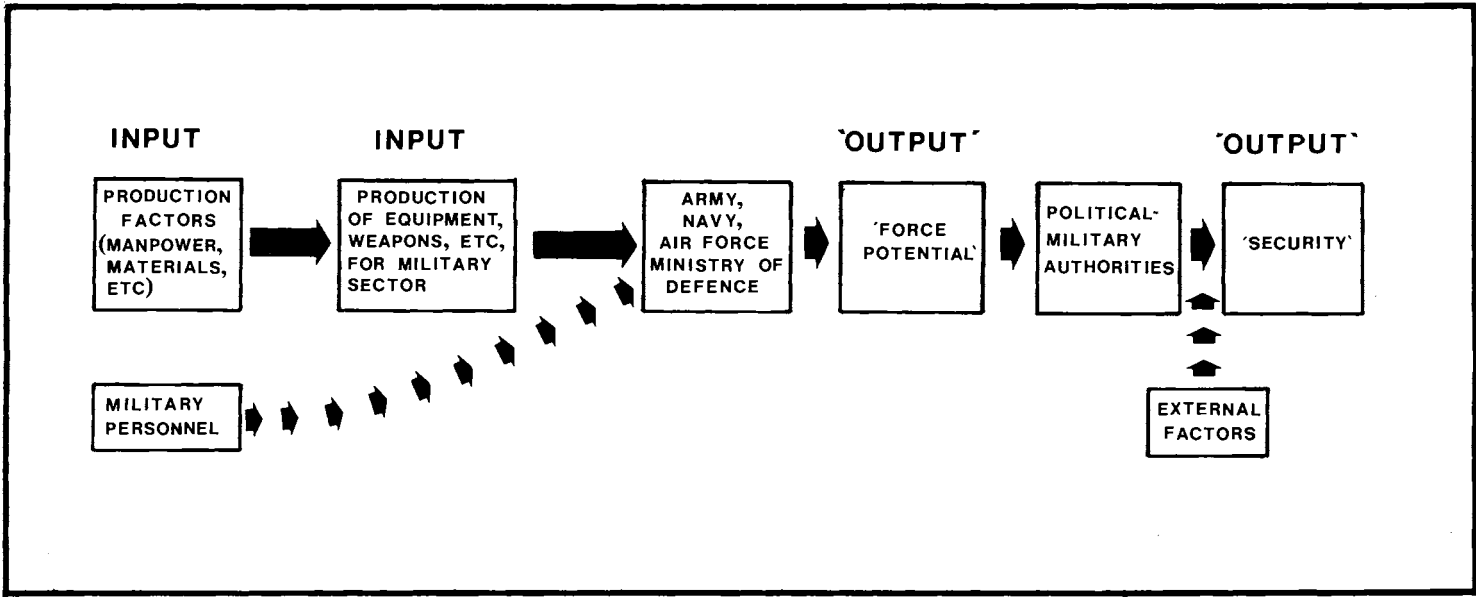 INPUT
INPUT
'OUTPUT'
'OUTPUT'
PRODUCTION
FACTORS
(MANPOWER,
MATERIALS,
ETC)
PRODUCTION
OF EQUIPMENT,
WEAPONS, ETC,
FOR MILITARY
SECTOR
ARMY,
NAVY,
AIR FORCE
MINISTRY OF
DEFENCE
'FORCE
POTENTIAL'
POLITICAL-
MILITARY
AUTHORITIES
'SECURITY'
MILITARY
PERSONNEL
EXTERNAL
FACTORS